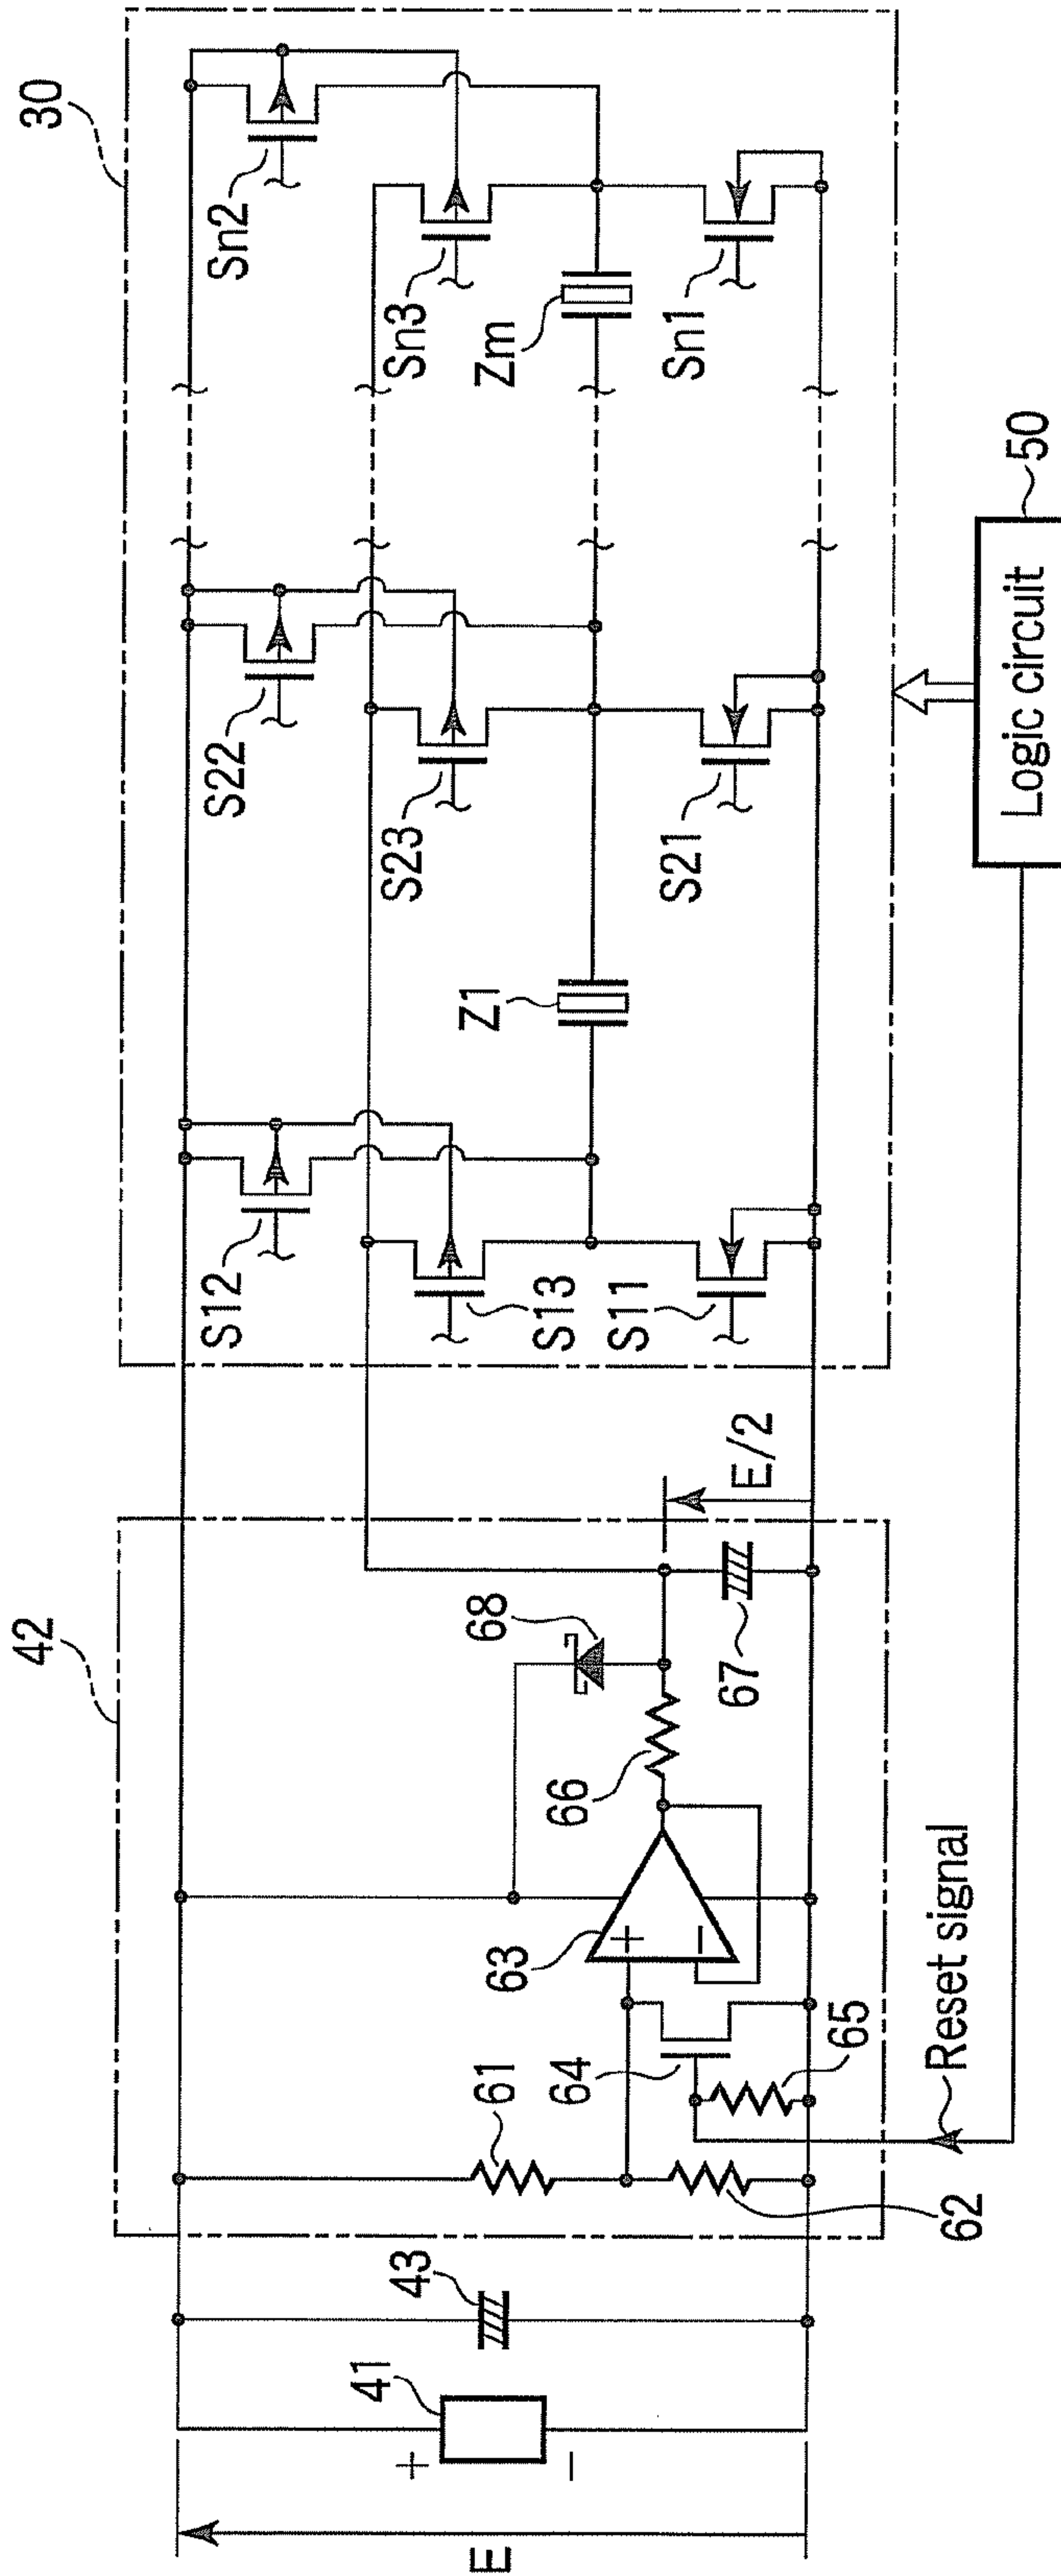 30
Sn2
Sn3
Zm
Sn1
S22
S23
S21
Z1
S12
S13
S11
50
Logic circuit
42
E/2
68
67
66
63
+
−
61
64
65
62
Reset signal
43
41
+
−
E